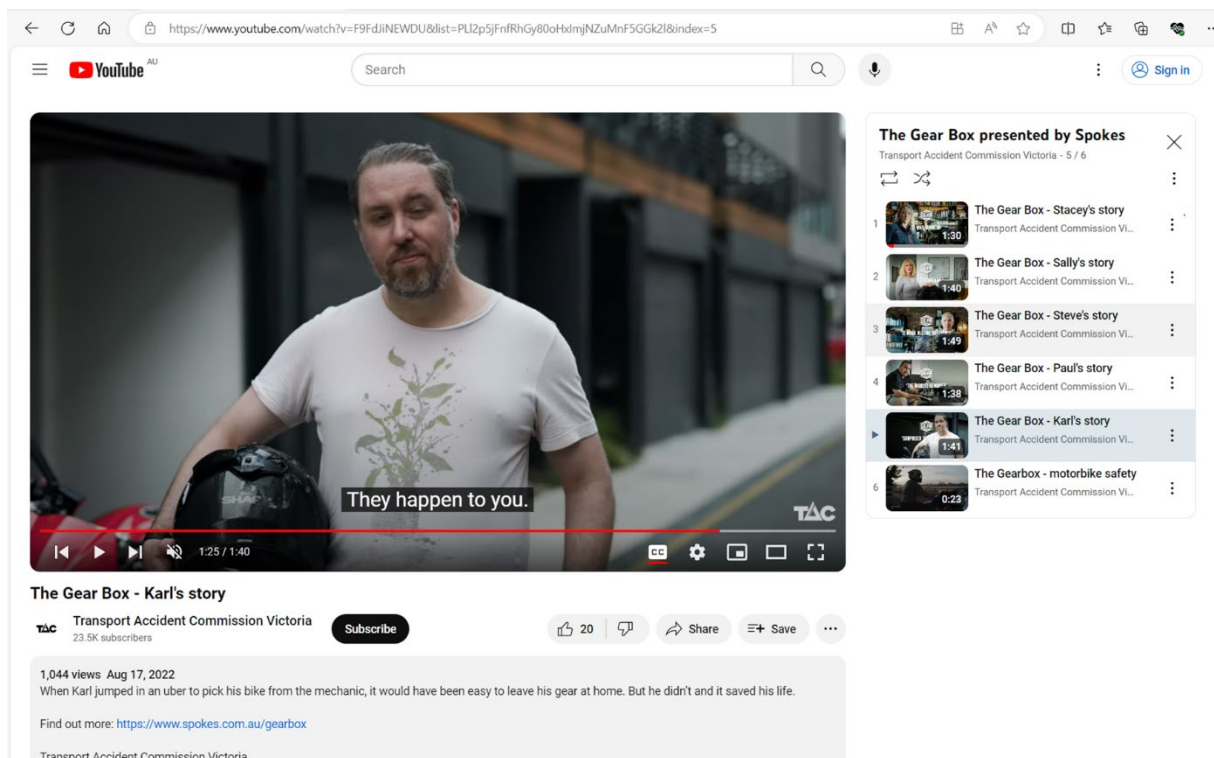 https://www.youtube.com/watch?v=F9FdJiNEWDU&list=PLl2p5jFnfRhGy80oHxImjNZuMnF5GGk2l&index=5
YouTube AU
Search
Sign in
SHAF
They happen to you.
TAC
1:25 / 1:40
CC
The Gear Box - Karl's story
TAC
Transport Accident Commission Victoria
23.5K subscribers
Subscribe
20
Share
Save
1,044 views Aug 17, 2022
When Karl jumped in an uber to pick his bike from the mechanic, it would have been easy to leave his gear at home. But he didn't and it saved his life.
Find out more: https://www.spokes.com.au/gearbox
Transport Accident Commission Victoria
The Gear Box presented by Spokes
Transport Accident Commission Victoria - 5 / 6
1
1:30
The Gear Box - Stacey's story
Transport Accident Commission Vi...
2
1:40
The Gear Box - Sally's story
Transport Accident Commission Vi...
3
1:49
The Gear Box - Steve's story
Transport Accident Commission Vi...
4
1:38
The Gear Box - Paul's story
Transport Accident Commission Vi...
1:41
The Gear Box - Karl's story
Transport Accident Commission Vi...
6
0:23
The Gearbox - motorbike safety
Transport Accident Commission Vi...